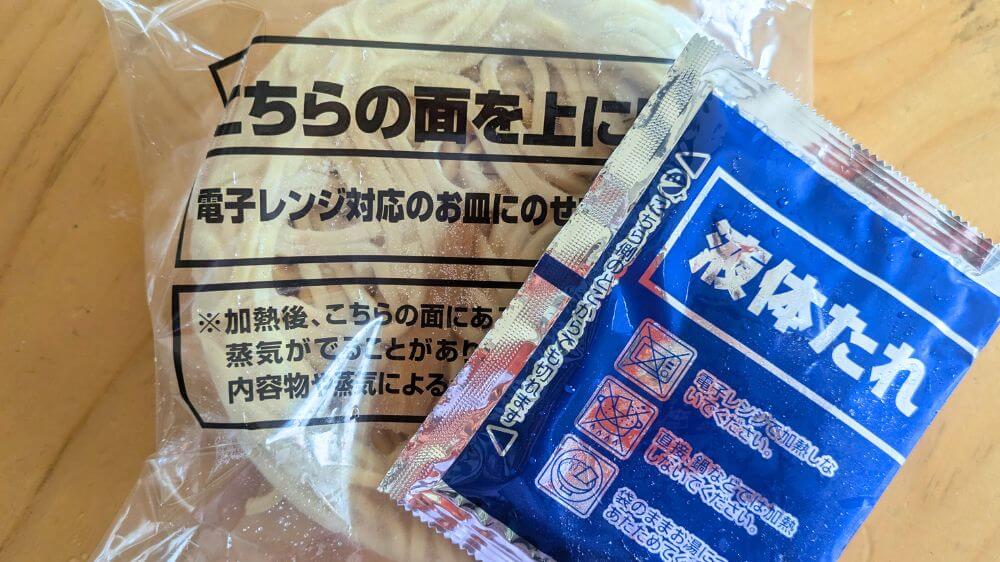 こちらの面を上に
電子レンジ対応のお皿にのせ
※加熱後、こちらの面にあ
蒸気がでることがあり
内容物や蒸気による
こちら側のどこからでも切れます
液体たれ
電子レンジで加熱しな
いでください。
直接、鍋などでは加熱
しないでください。
袋のままお湯に
あたためてく